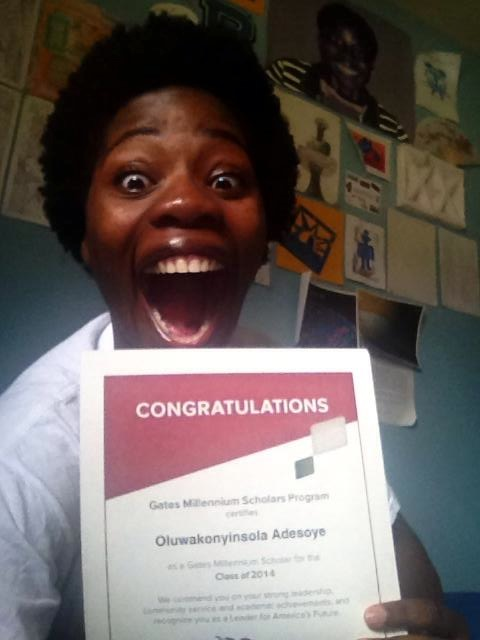 CONGRATULATIONS
Gates Millennium Scholars Program
certifies
Oluwakonyinsola Adesoye
as a Gates Millennium Scholar for the
Class of 2014
We commend you on your strong leadership,
community service and academic achievements, and
recognize you as a Leader for America's Future.